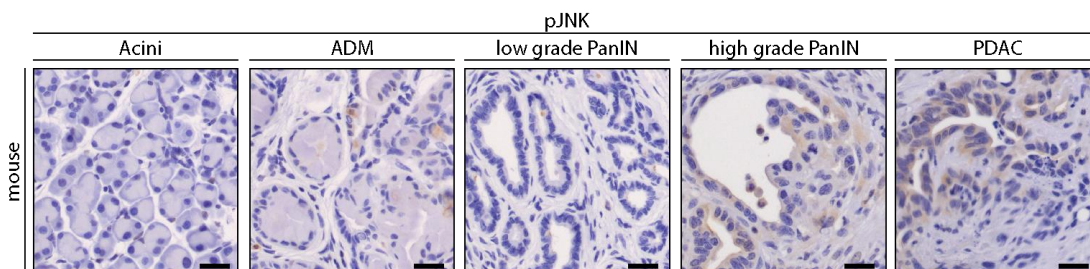 pJNK
Acini ADM low grade PanIN high grade PanIN PDAC
mouse